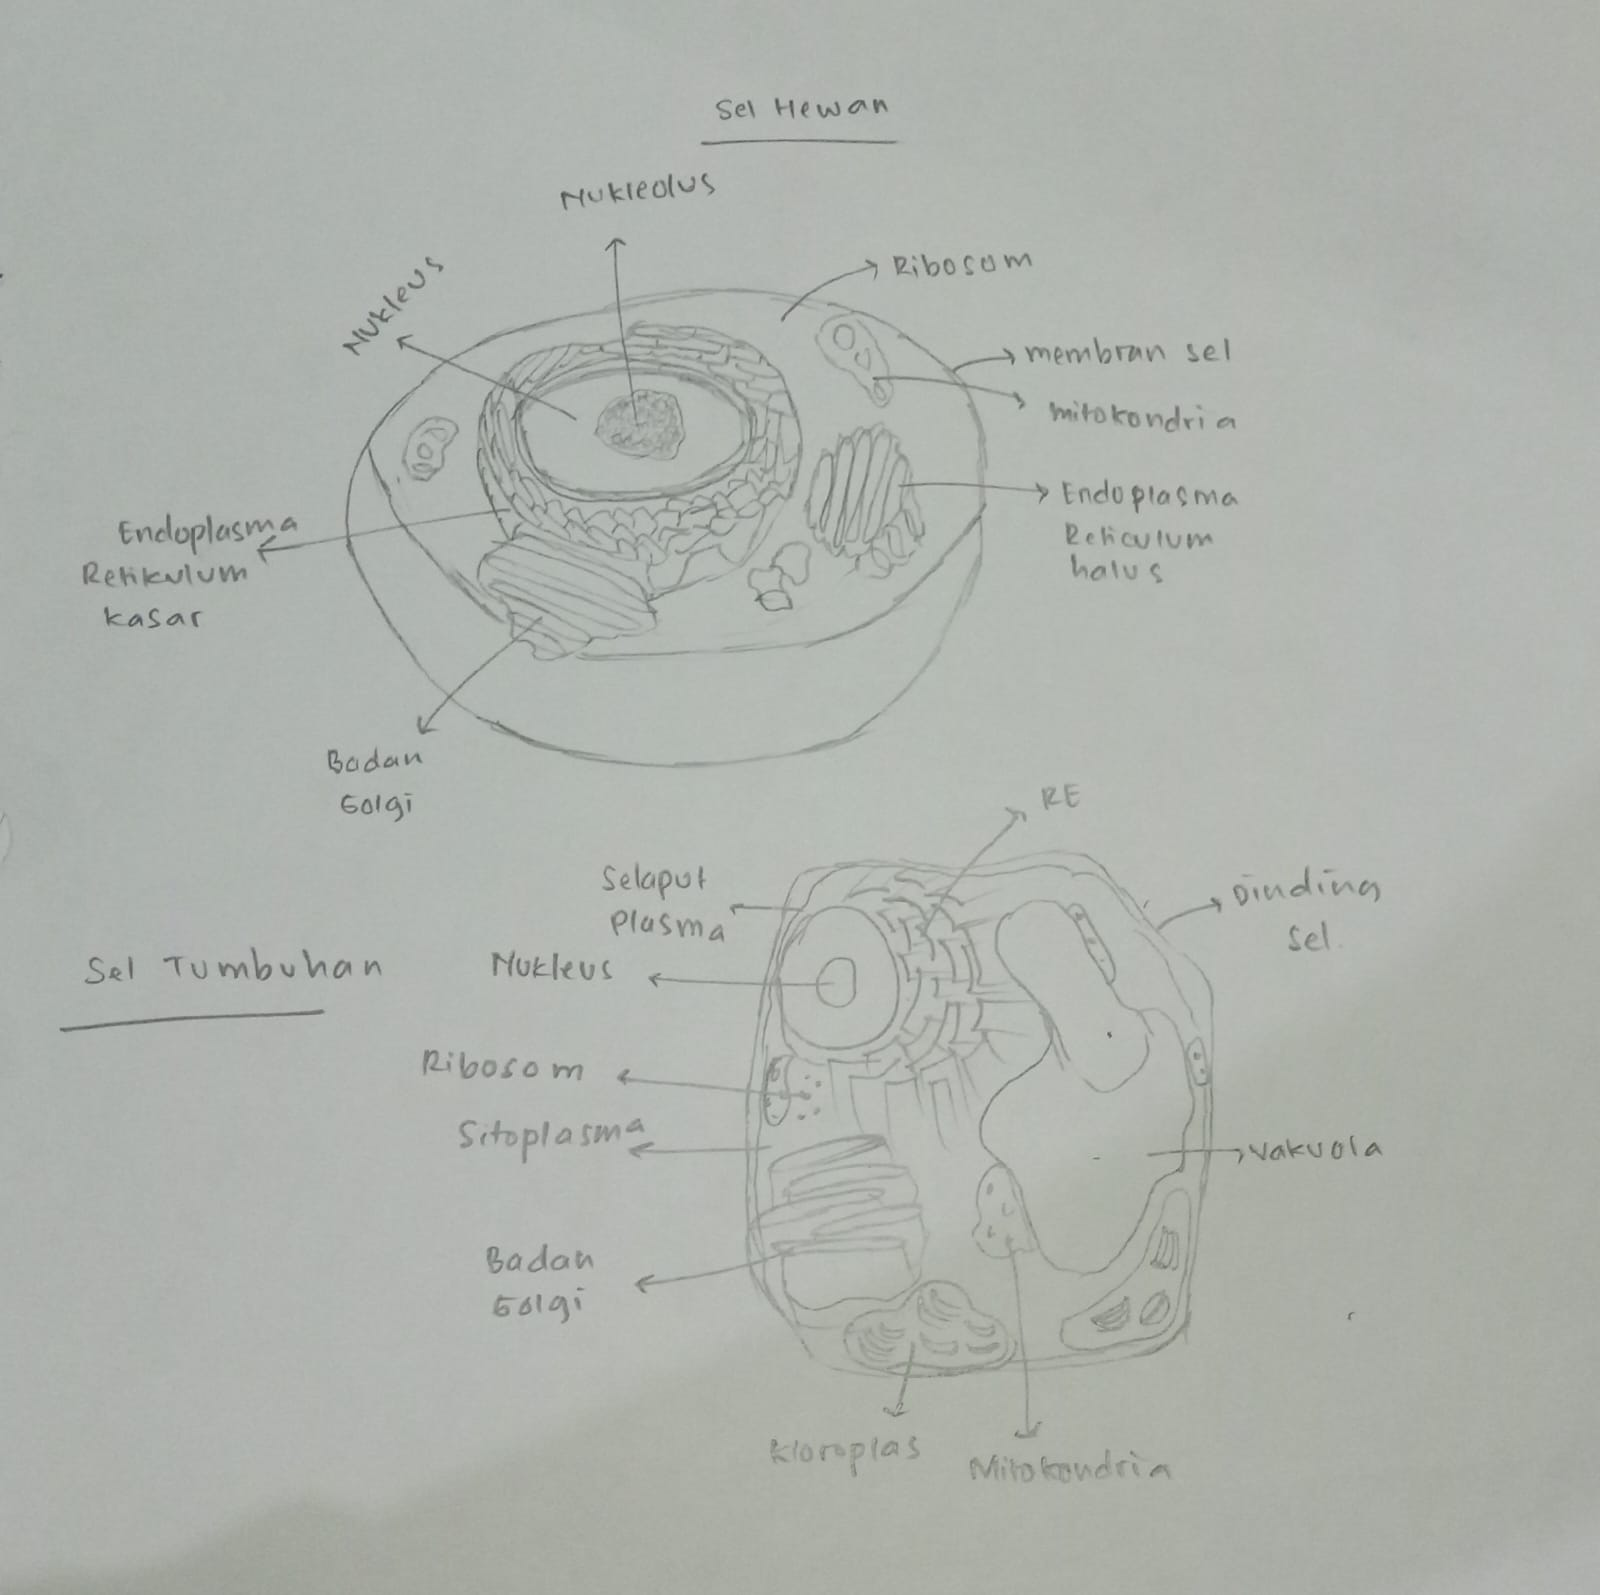 Sel Hewan
Nukleolus
Nukleus
Ribosom
membran sel
mitokondria
Endoplasma
Reticulum
halus
Endoplasma
Retikulum
kasar
Badan
Golgi
RE
Selaput
Plasma
Dinding
Sel.
Sel Tumbuhan
Nukleus
Ribosom
Sitoplasma
Vakuola
Badan
Golgi
Kloroplas
Mitokondria